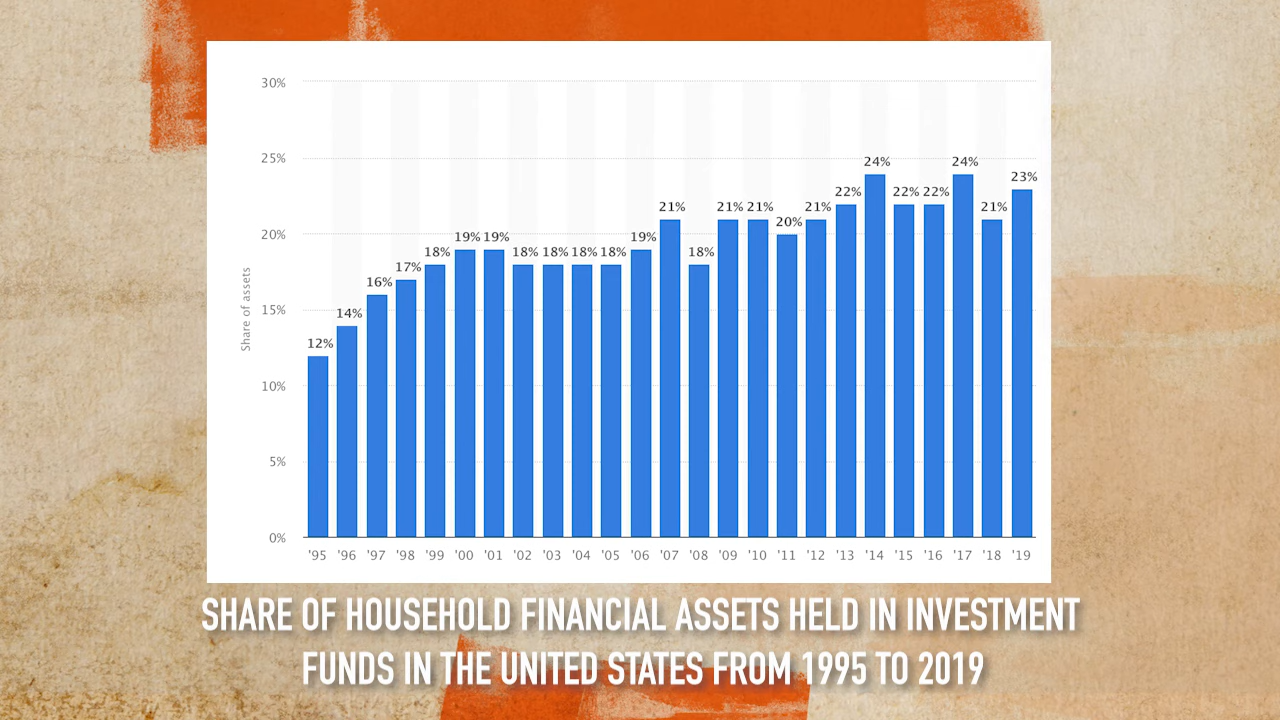 30%
25%
20%
15%
10%
5%
0%
Share of assets
12% 14% 16% 17% 18% 19% 19% 18% 18% 18% 18% 19% 21% 18% 21% 21% 20% 21% 22% 24% 22% 22% 24% 21% 23%
'95 '96 '97 '98 '99 '00 '01 '02 '03 '04 '05 '06 '07 '08 '09 '10 '11 '12 '13 '14 '15 '16 '17 '18 '19
SHARE OF HOUSEHOLD FINANCIAL ASSETS HELD IN INVESTMENT
FUNDS IN THE UNITED STATES FROM 1995 TO 2019